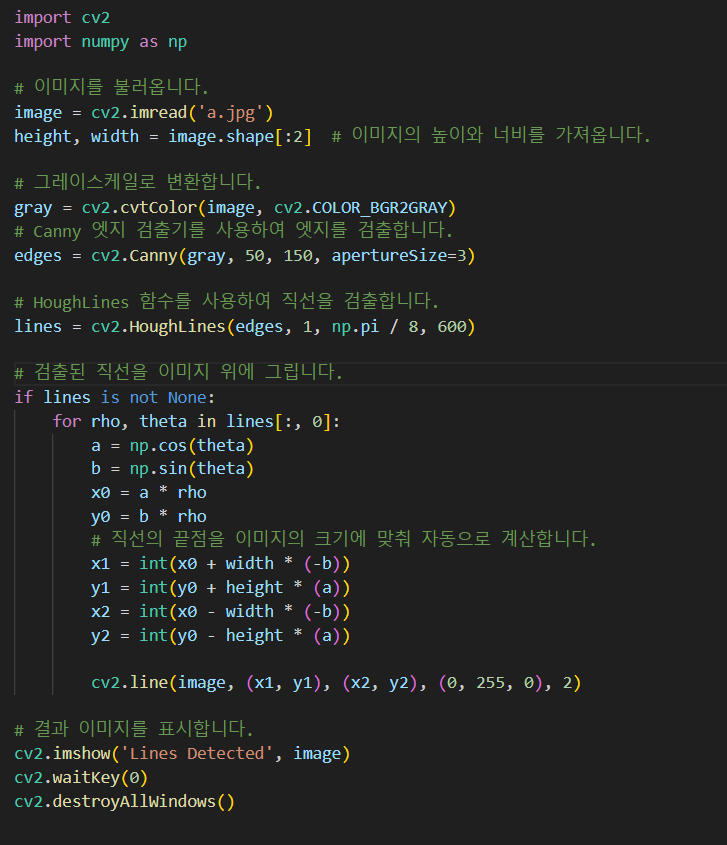 import cv2
import numpy as np
# 이미지를 불러옵니다.
image = cv2.imread('a.jpg')
height, width = image.shape[:2]  # 이미지의 높이와 너비를 가져옵니다.
# 그레이스케일로 변환합니다.
gray = cv2.cvtColor(image, cv2.COLOR_BGR2GRAY)
# Canny 엣지 검출기를 사용하여 엣지를 검출합니다.
edges = cv2.Canny(gray, 50, 150, apertureSize=3)
# HoughLines 함수를 사용하여 직선을 검출합니다.
lines = cv2.HoughLines(edges, 1, np.pi / 8, 600)
# 검출된 직선을 이미지 위에 그립니다.
if lines is not None:
    for rho, theta in lines[:, 0]:
        a = np.cos(theta)
        b = np.sin(theta)
        x0 = a * rho
        y0 = b * rho
        # 직선의 끝점을 이미지의 크기에 맞춰 자동으로 계산합니다.
        x1 = int(x0 + width * (-b))
        y1 = int(y0 + height * (a))
        x2 = int(x0 - width * (-b))
        y2 = int(y0 - height * (a))
        cv2.line(image, (x1, y1), (x2, y2), (0, 255, 0), 2)
# 결과 이미지를 표시합니다.
cv2.imshow('Lines Detected', image)
cv2.waitKey(0)
cv2.destroyAllWindows()